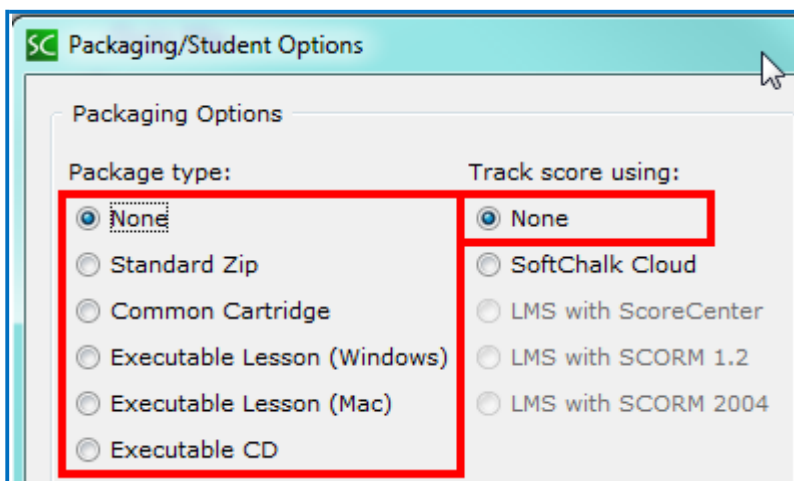 SC Packaging/Student Options
Packaging Options
Package type:
None
Standard Zip
Common Cartridge
Executable Lesson (Windows)
Executable Lesson (Mac)
Executable CD
Track score using:
None
SoftChalk Cloud
LMS with ScoreCenter
LMS with SCORM 1.2
LMS with SCORM 2004